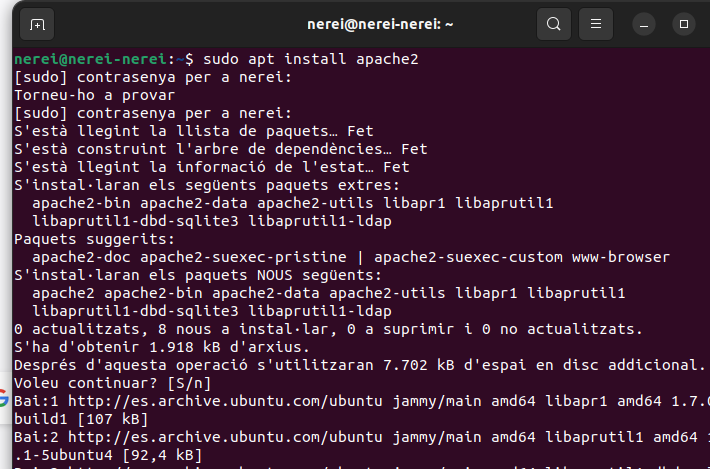 nerei@nerei-nerei: ~
nerei@nerei-nerei:~$ sudo apt install apache2
[sudo] contrasenya per a nerei:
Torneu-ho a provar
[sudo] contrasenya per a nerei:
S'està llegint la llista de paquets… Fet
S'està construint l'arbre de dependències… Fet
S'està llegint la informació de l'estat… Fet
S'instal·laran els següents paquets extres:
  apache2-bin apache2-data apache2-utils libapr1 libaprutil1
  libaprutil1-dbd-sqlite3 libaprutil1-ldap
Paquets suggerits:
  apache2-doc apache2-suexec-pristine | apache2-suexec-custom www-browser
S'instal·laran els paquets NOUS següents:
  apache2 apache2-bin apache2-data apache2-utils libapr1 libaprutil1
  libaprutil1-dbd-sqlite3 libaprutil1-ldap
0 actualitzats, 8 nous a instal·lar, 0 a suprimir i 0 no actualitzats.
S'ha d'obtenir 1.918 kB d'arxius.
Després d'aquesta operació s'utilitzaran 7.702 kB d'espai en disc addicional.
Voleu continuar? [S/n]
Bai:1 http://es.archive.ubuntu.com/ubuntu jammy/main amd64 libapr1 amd64 1.7.0
build1 [107 kB]
Bai:2 http://es.archive.ubuntu.com/ubuntu jammy/main amd64 libaprutil1 amd64 1
.1-5ubuntu4 [92,4 kB]